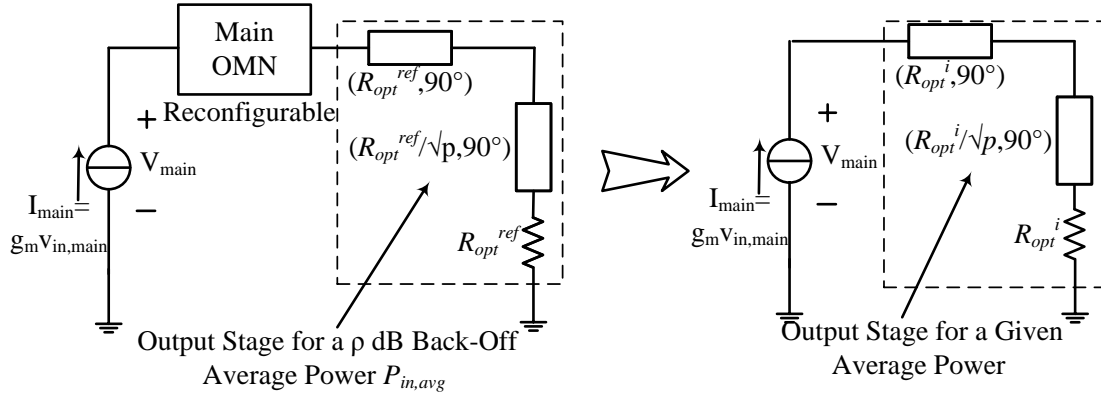 Main
OMN
Reconfigurable
(R_opt^ref,90°)
+
V_main
−
(R_opt^ref/√p,90°)
I_main=
g_mv_in,main
R_opt^ref
Output Stage for a ρ dB Back-Off
Average Power P_in,avg
(R_opt^i,90°)
+
V_main
−
(R_opt^i/√p,90°)
I_main=
g_mv_in,main
R_opt^i
Output Stage for a Given
Average Power